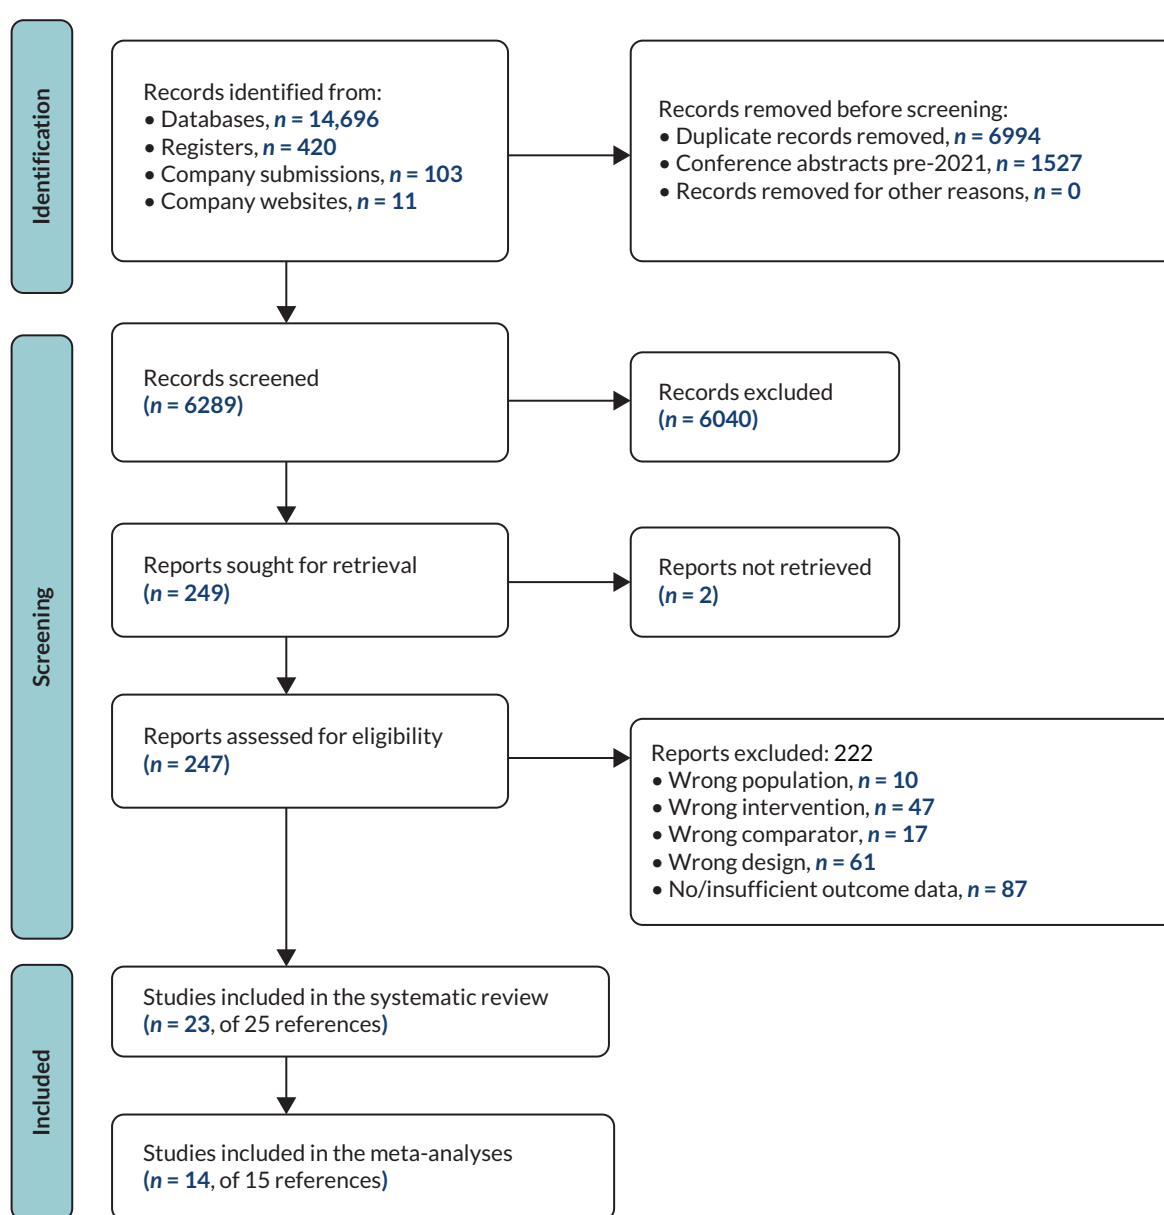 Identification
Records identified from:
• Databases, n = 14,696
• Registers, n = 420
• Company submissions, n = 103
• Company websites, n = 11
Records removed before screening:
• Duplicate records removed, n = 6994
• Conference abstracts pre-2021, n = 1527
• Records removed for other reasons, n = 0
Screening
Records screened
(n = 6289)
Records excluded
(n = 6040)
Reports sought for retrieval
(n = 249)
Reports not retrieved
(n = 2)
Reports assessed for eligibility
(n = 247)
Reports excluded: 222
• Wrong population, n = 10
• Wrong intervention, n = 47
• Wrong comparator, n = 17
• Wrong design, n = 61
• No/insufficient outcome data, n = 87
Included
Studies included in the systematic review
(n = 23, of 25 references)
Studies included in the meta-analyses
(n = 14, of 15 references)